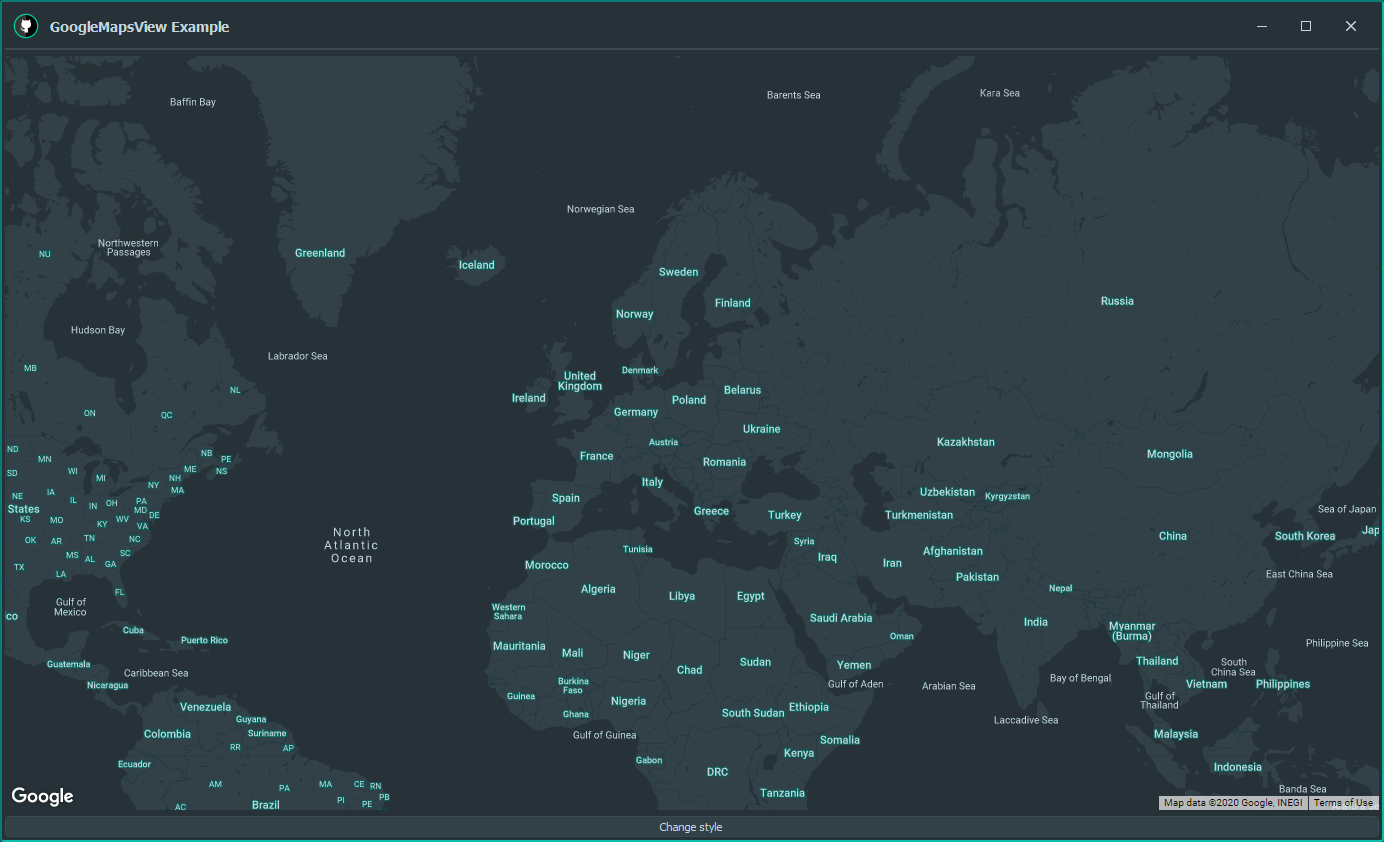 GoogleMapsView Example
Baffin Bay
Barents Sea
Kara Sea
Norwegian Sea
Northwestern
Passages
NU
Greenland
Iceland
Sweden
Finland
Norway
Russia
Hudson Bay
Labrador Sea
MB
NL
ON
QC
Denmark
United
Kingdom
Ireland
Belarus
Poland
Germany
Ukraine
Austria
France
Romania
Kazakhstan
Mongolia
ND
MN
NB
PE
SD
WI
MI
ME
NS
NH
NY
MA
Italy
Uzbekistan
Kyrgyzstan
NE
IA
IL
IN
OH
PA
MD
DE
States
KS
MO
KY
WV
VA
Spain
Portugal
Greece
Turkey
Turkmenistan
Sea of Japan
North
Atlantic
Ocean
OK
AR
TN
NC
MS
AL
SC
GA
TX
LA
FL
Tunisia
Syria
Iraq
Iran
Afghanistan
China
South Korea
Jap
Morocco
Algeria
Libya
Egypt
Pakistan
Nepal
East China Sea
Gulf of
Mexico
co
Cuba
Puerto Rico
Western
Sahara
Saudi Arabia
Oman
India
Myanmar
(Burma)
Philippine Sea
Guatemala
Caribbean Sea
Nicaragua
Mauritania
Mali
Niger
Chad
Sudan
Yemen
Gulf of Aden
Arabian Sea
Bay of Bengal
Thailand
South
China Sea
Vietnam
Philippines
Gulf of
Thailand
Burkina
Faso
Guinea
Ghana
Nigeria
South Sudan
Ethiopia
Laccadive Sea
Venezuela
Guyana
Suriname
Colombia
RR
AP
Gulf of Guinea
Somalia
Kenya
Malaysia
Ecuador
Gabon
DRC
Indonesia
AM
PA
MA
CE
RN
PI
PE
PB
AC
Brazil
Tanzania
Banda Sea
Google
Map data ©2020 Google, INEGI
Terms of Use
Change style